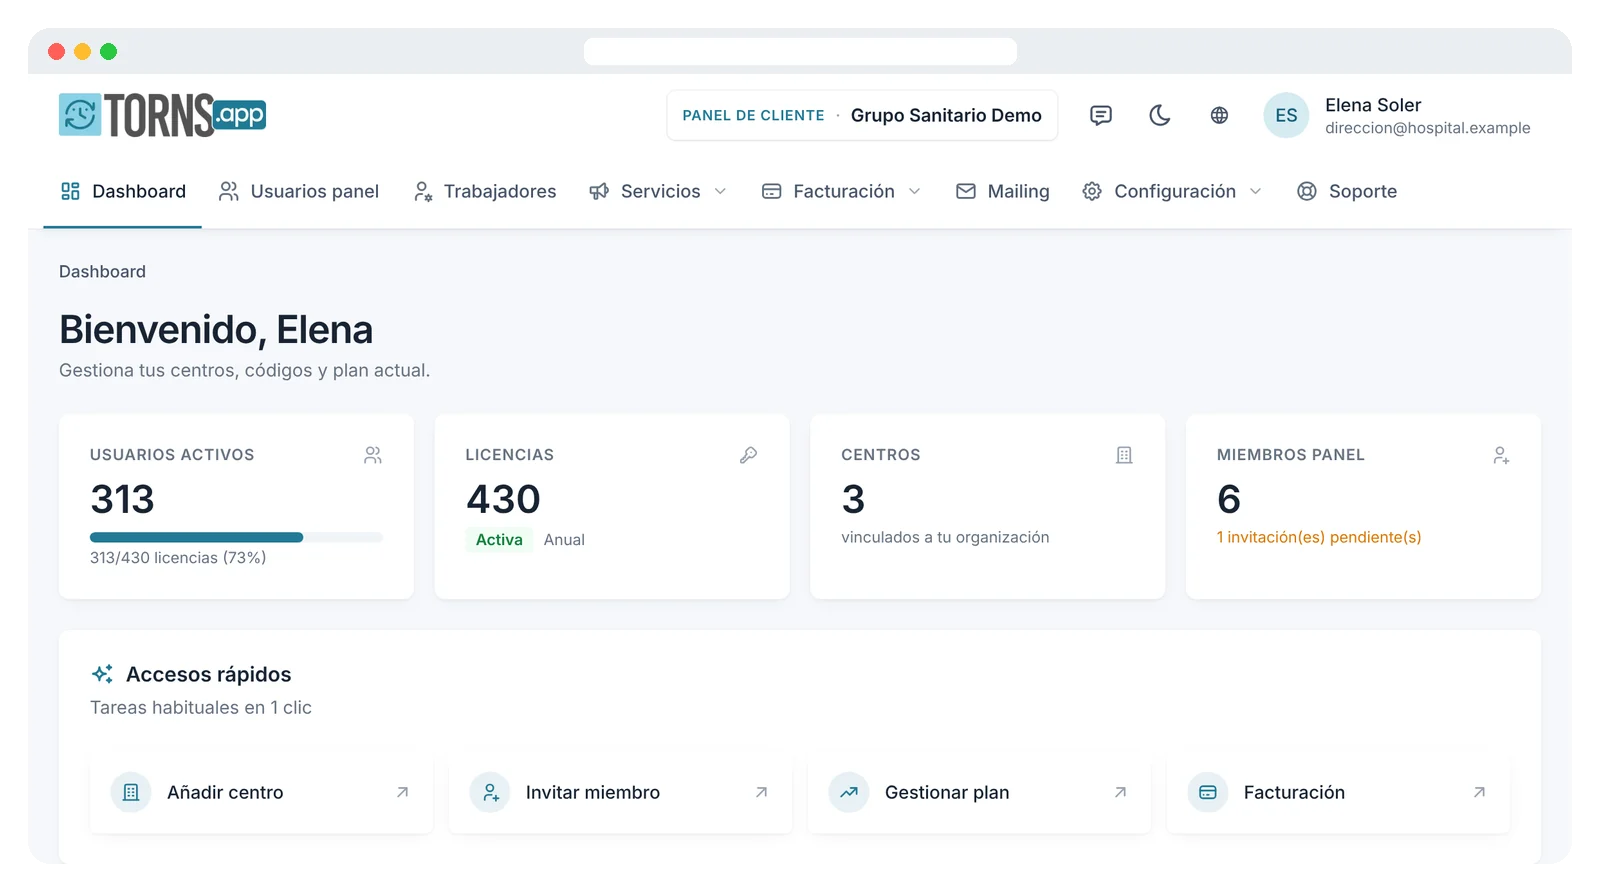 TORNS.app
PANEL DE CLIENTE · Grupo Sanitario Demo
ES
Elena Soler
direccion@hospital.example
Dashboard
Usuarios panel
Trabajadores
Servicios
Facturación
Mailing
Configuración
Soporte
Dashboard
Bienvenido, Elena
Gestiona tus centros, códigos y plan actual.
USUARIOS ACTIVOS
313
313/430 licencias (73%)
LICENCIAS
430
Activa Anual
CENTROS
3
vinculados a tu organización
MIEMBROS PANEL
6
1 invitación(es) pendiente(s)
Accesos rápidos
Tareas habituales en 1 clic
Añadir centro
Invitar miembro
Gestionar plan
Facturación